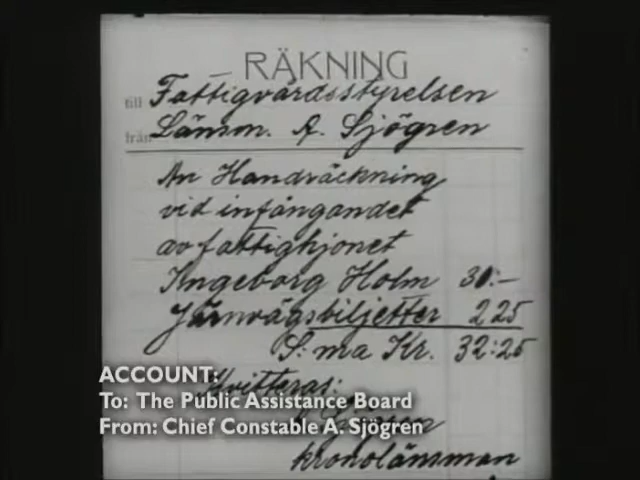 RÄKNING
till Fattigvårdsstyrelsen
från Länsm. A. Sjögren
An Handräckning
vid infångandet
av fattighjonet
Ingeborg Holm 30:-
Järnvägsbiljetter 2 25
S:ma Kr. 32:25
Kvitteras:
Sjögren
kronolänsman
ACCOUNT:
To: The Public Assistance Board
From: Chief Constable A. Sjögren